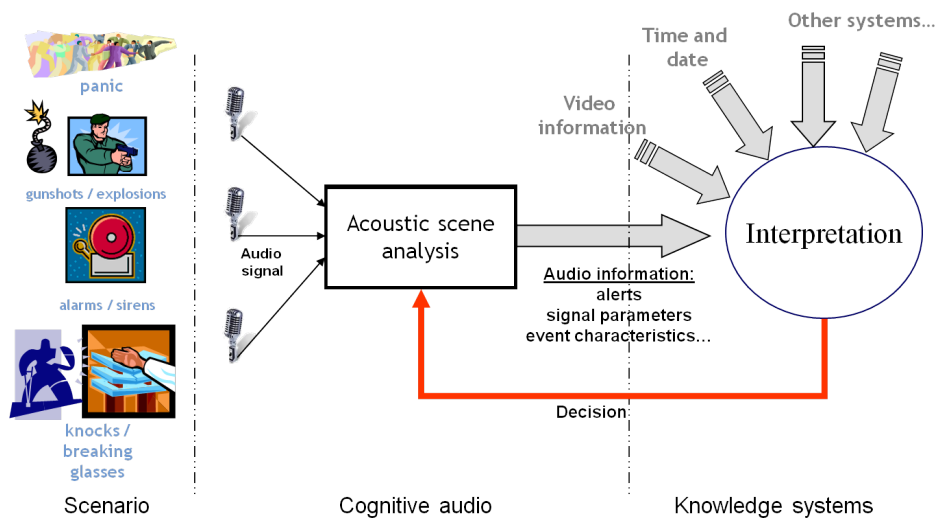 panic
gunshots / explosions
alarms / sirens
knocks /
breaking
glasses
Scenario
Audio
signal
Acoustic scene
analysis
Cognitive audio
Audio information:
alerts
signal parameters
event characteristics...
Decision
Video
information
Time and
date
Other systems...
Interpretation
Knowledge systems